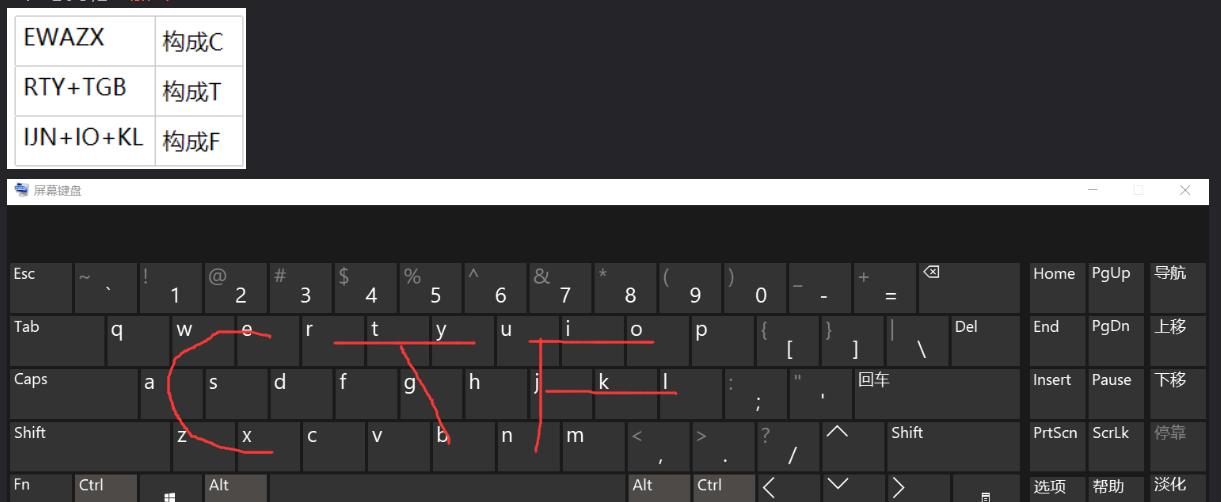 EWAZX 构成C
RTY+TGB 构成T
IJN+IO+KL 构成F
屏幕键盘
Esc ~ ` ! 1 @ 2 # 3 $ 4 % 5 ^ 6 & 7 * 8 ( 9 ) 0 _ - + = Home PgUp 导航
Tab q w e r t y u i o p { [ } ] | \ Del End PgDn 上移
Caps a s d f g h j k l : ; " ' 回车 Insert Pause 下移
Shift z x c v b n m < , > . ? / Shift PrtScn ScrLk 停靠
Fn Ctrl Alt Alt Ctrl 选项 帮助 淡化